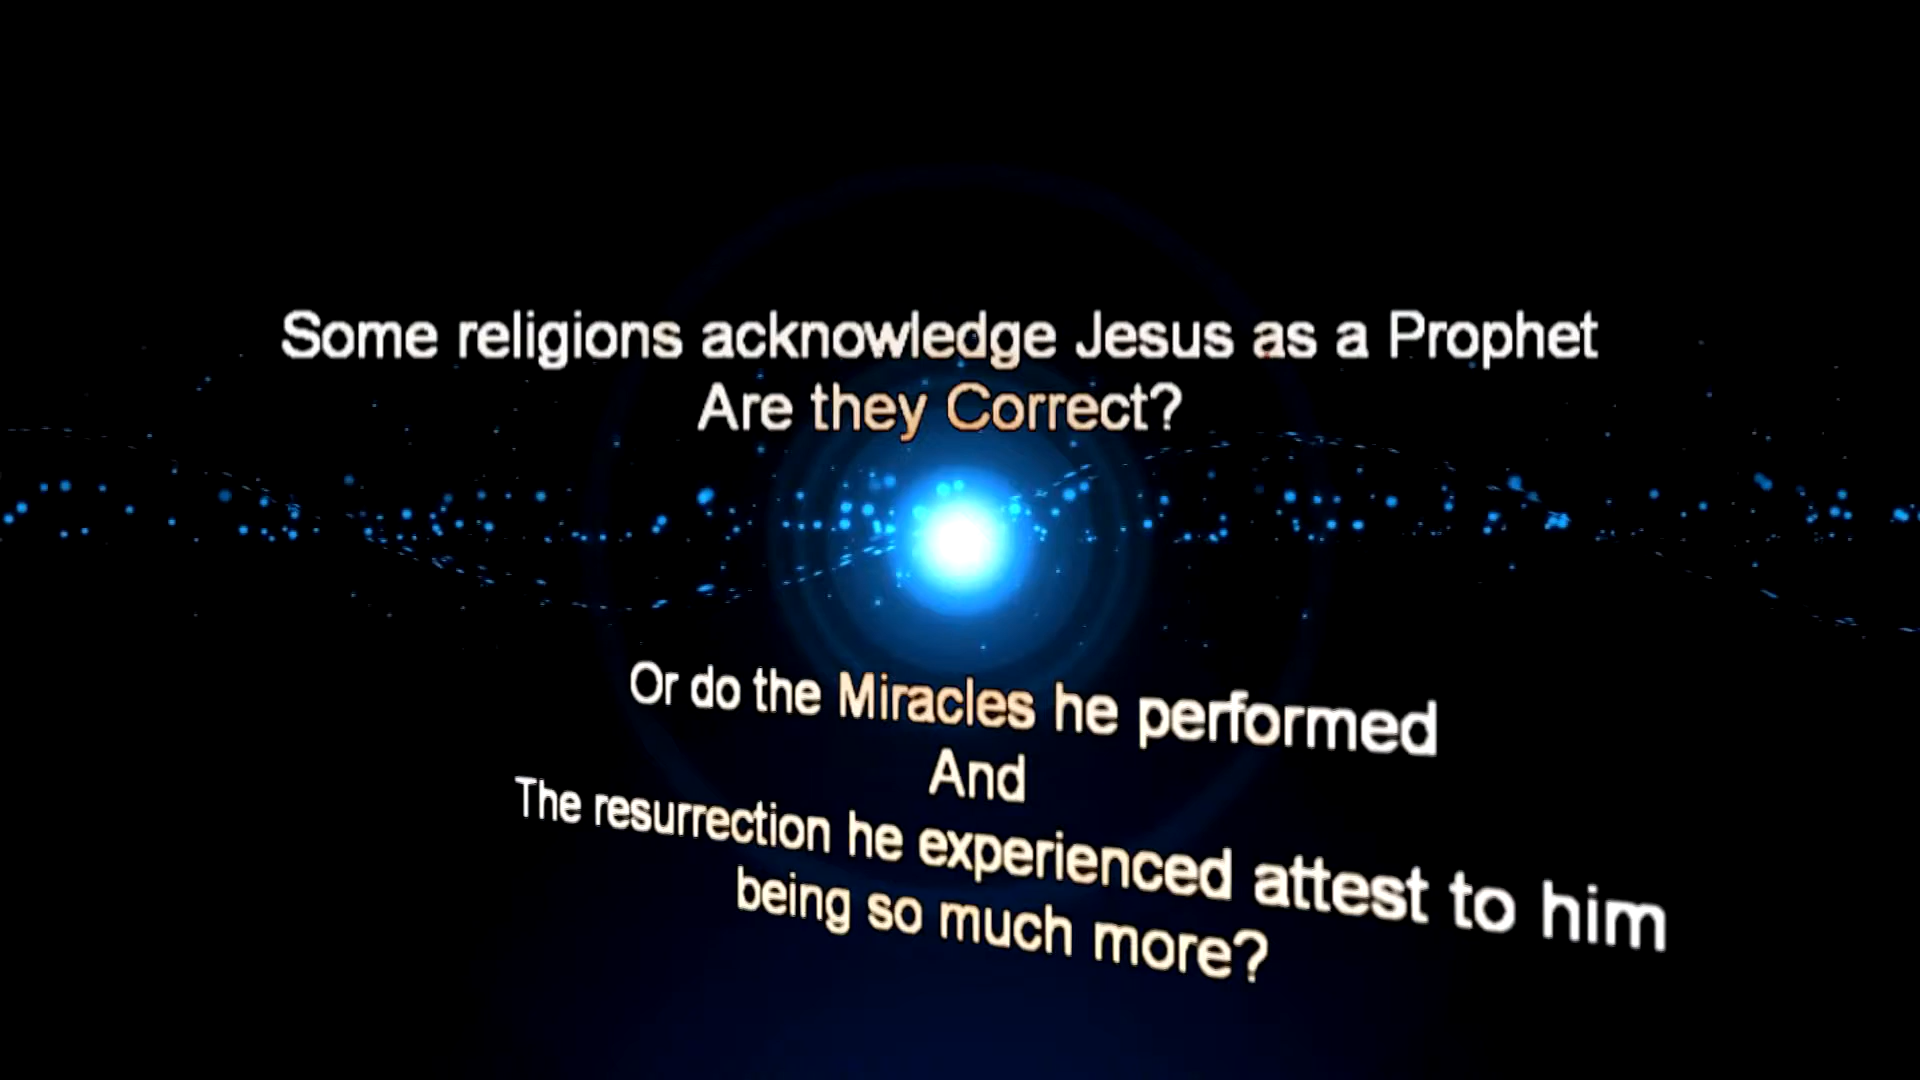 Some religions acknowledge Jesus as a Prophet
Are they Correct?
Or do the Miracles he performed
And
The resurrection he experienced attest to him
being so much more?